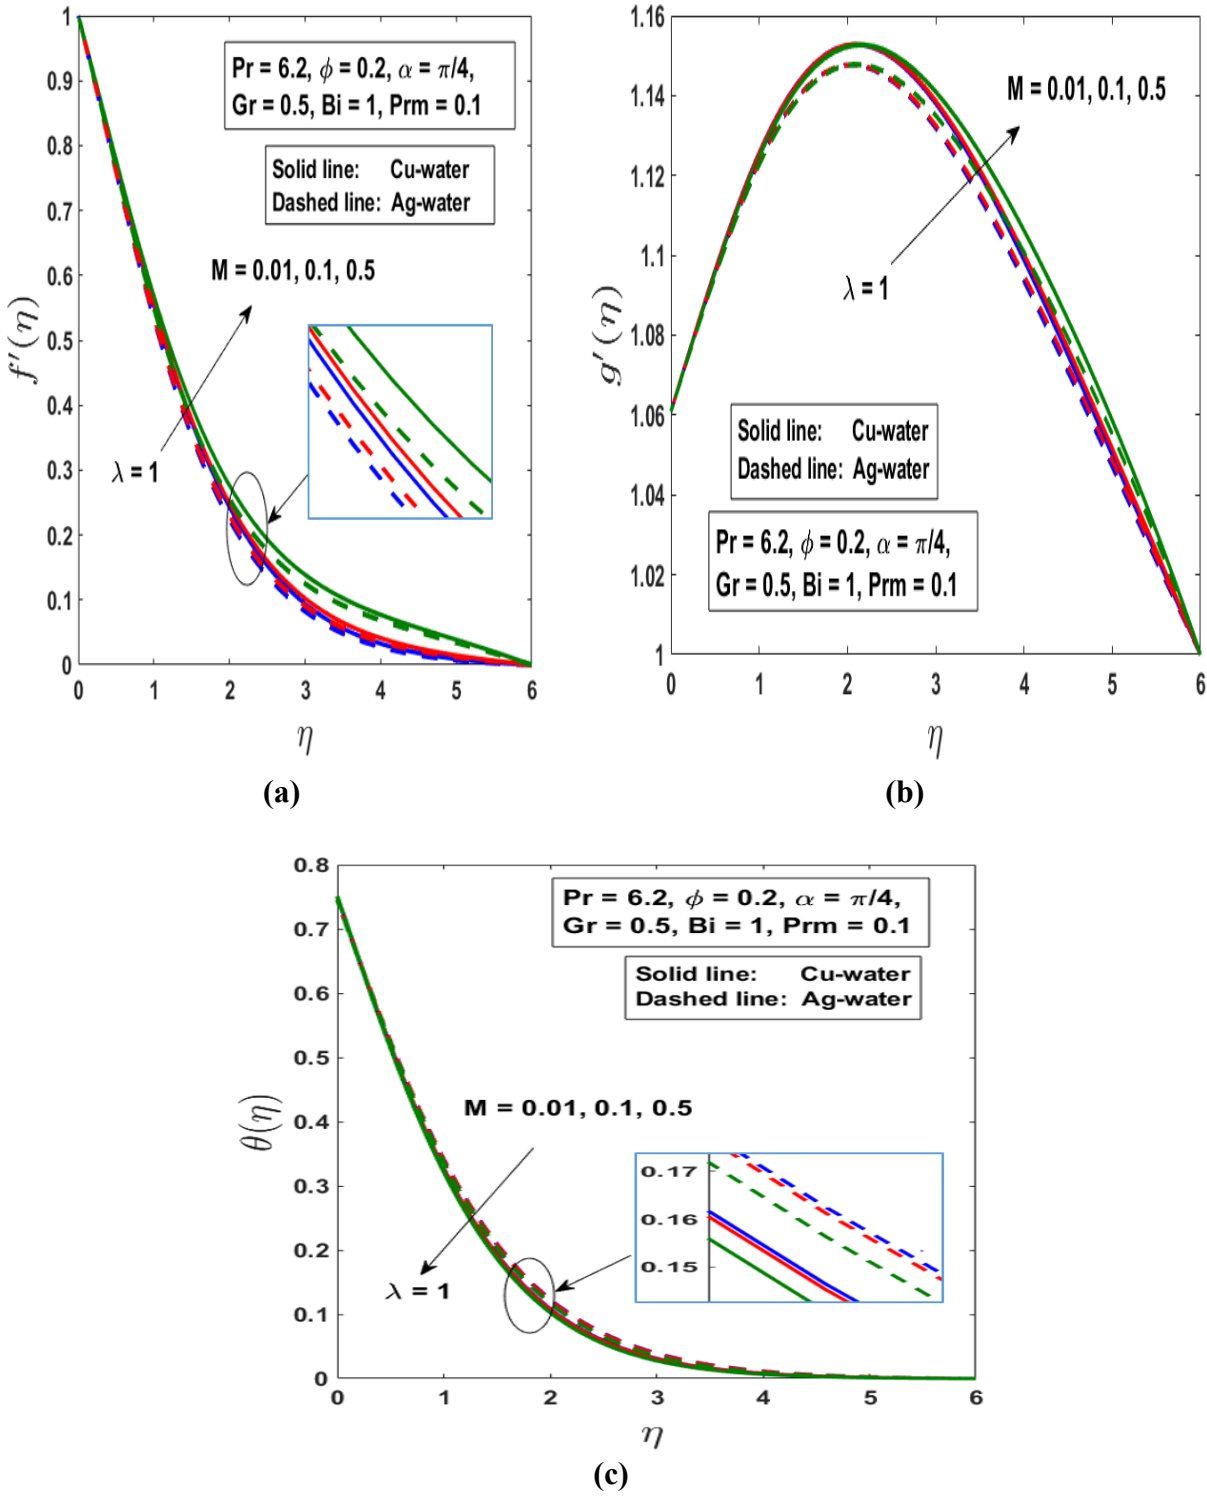 1
0.9
0.8
0.7
0.6
0.5
0.4
0.3
0.2
0.1
0
0 1 2 3 4 5 6
f′(η)
η
Pr = 6.2, ϕ = 0.2, α = π/4,
Gr = 0.5, Bi = 1, Prm = 0.1
Solid line: Cu-water
Dashed line: Ag-water
M = 0.01, 0.1, 0.5
λ = 1
(a)
1.16
1.14
1.12
1.1
1.08
1.06
1.04
1.02
1
0 1 2 3 4 5 6
g′(η)
η
M = 0.01, 0.1, 0.5
λ = 1
Solid line: Cu-water
Dashed line: Ag-water
Pr = 6.2, ϕ = 0.2, α = π/4,
Gr = 0.5, Bi = 1, Prm = 0.1
(b)
0.8
0.7
0.6
0.5
0.4
0.3
0.2
0.1
0
0 1 2 3 4 5 6
θ(η)
η
Pr = 6.2, ϕ = 0.2, α = π/4,
Gr = 0.5, Bi = 1, Prm = 0.1
Solid line: Cu-water
Dashed line: Ag-water
M = 0.01, 0.1, 0.5
λ = 1
0.17
0.16
0.15
(c)